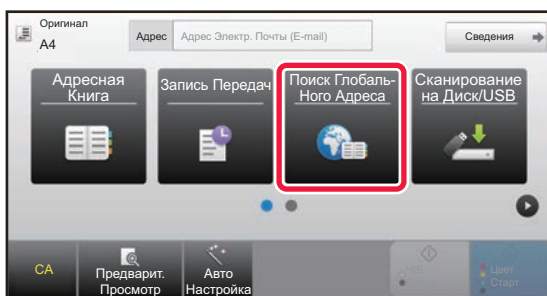 Оригинал
A4
Адрес
Адрес Электр. Почты (E-mail)
Сведения
Адресная
Книга
Запись Передач
Поиск Глобаль-
Ного Адреса
Сканирование
на Диск/USB
CA
Предварит.
Просмотр
Авто
Настройка
Ч/Б
Старт
Цвет
Старт